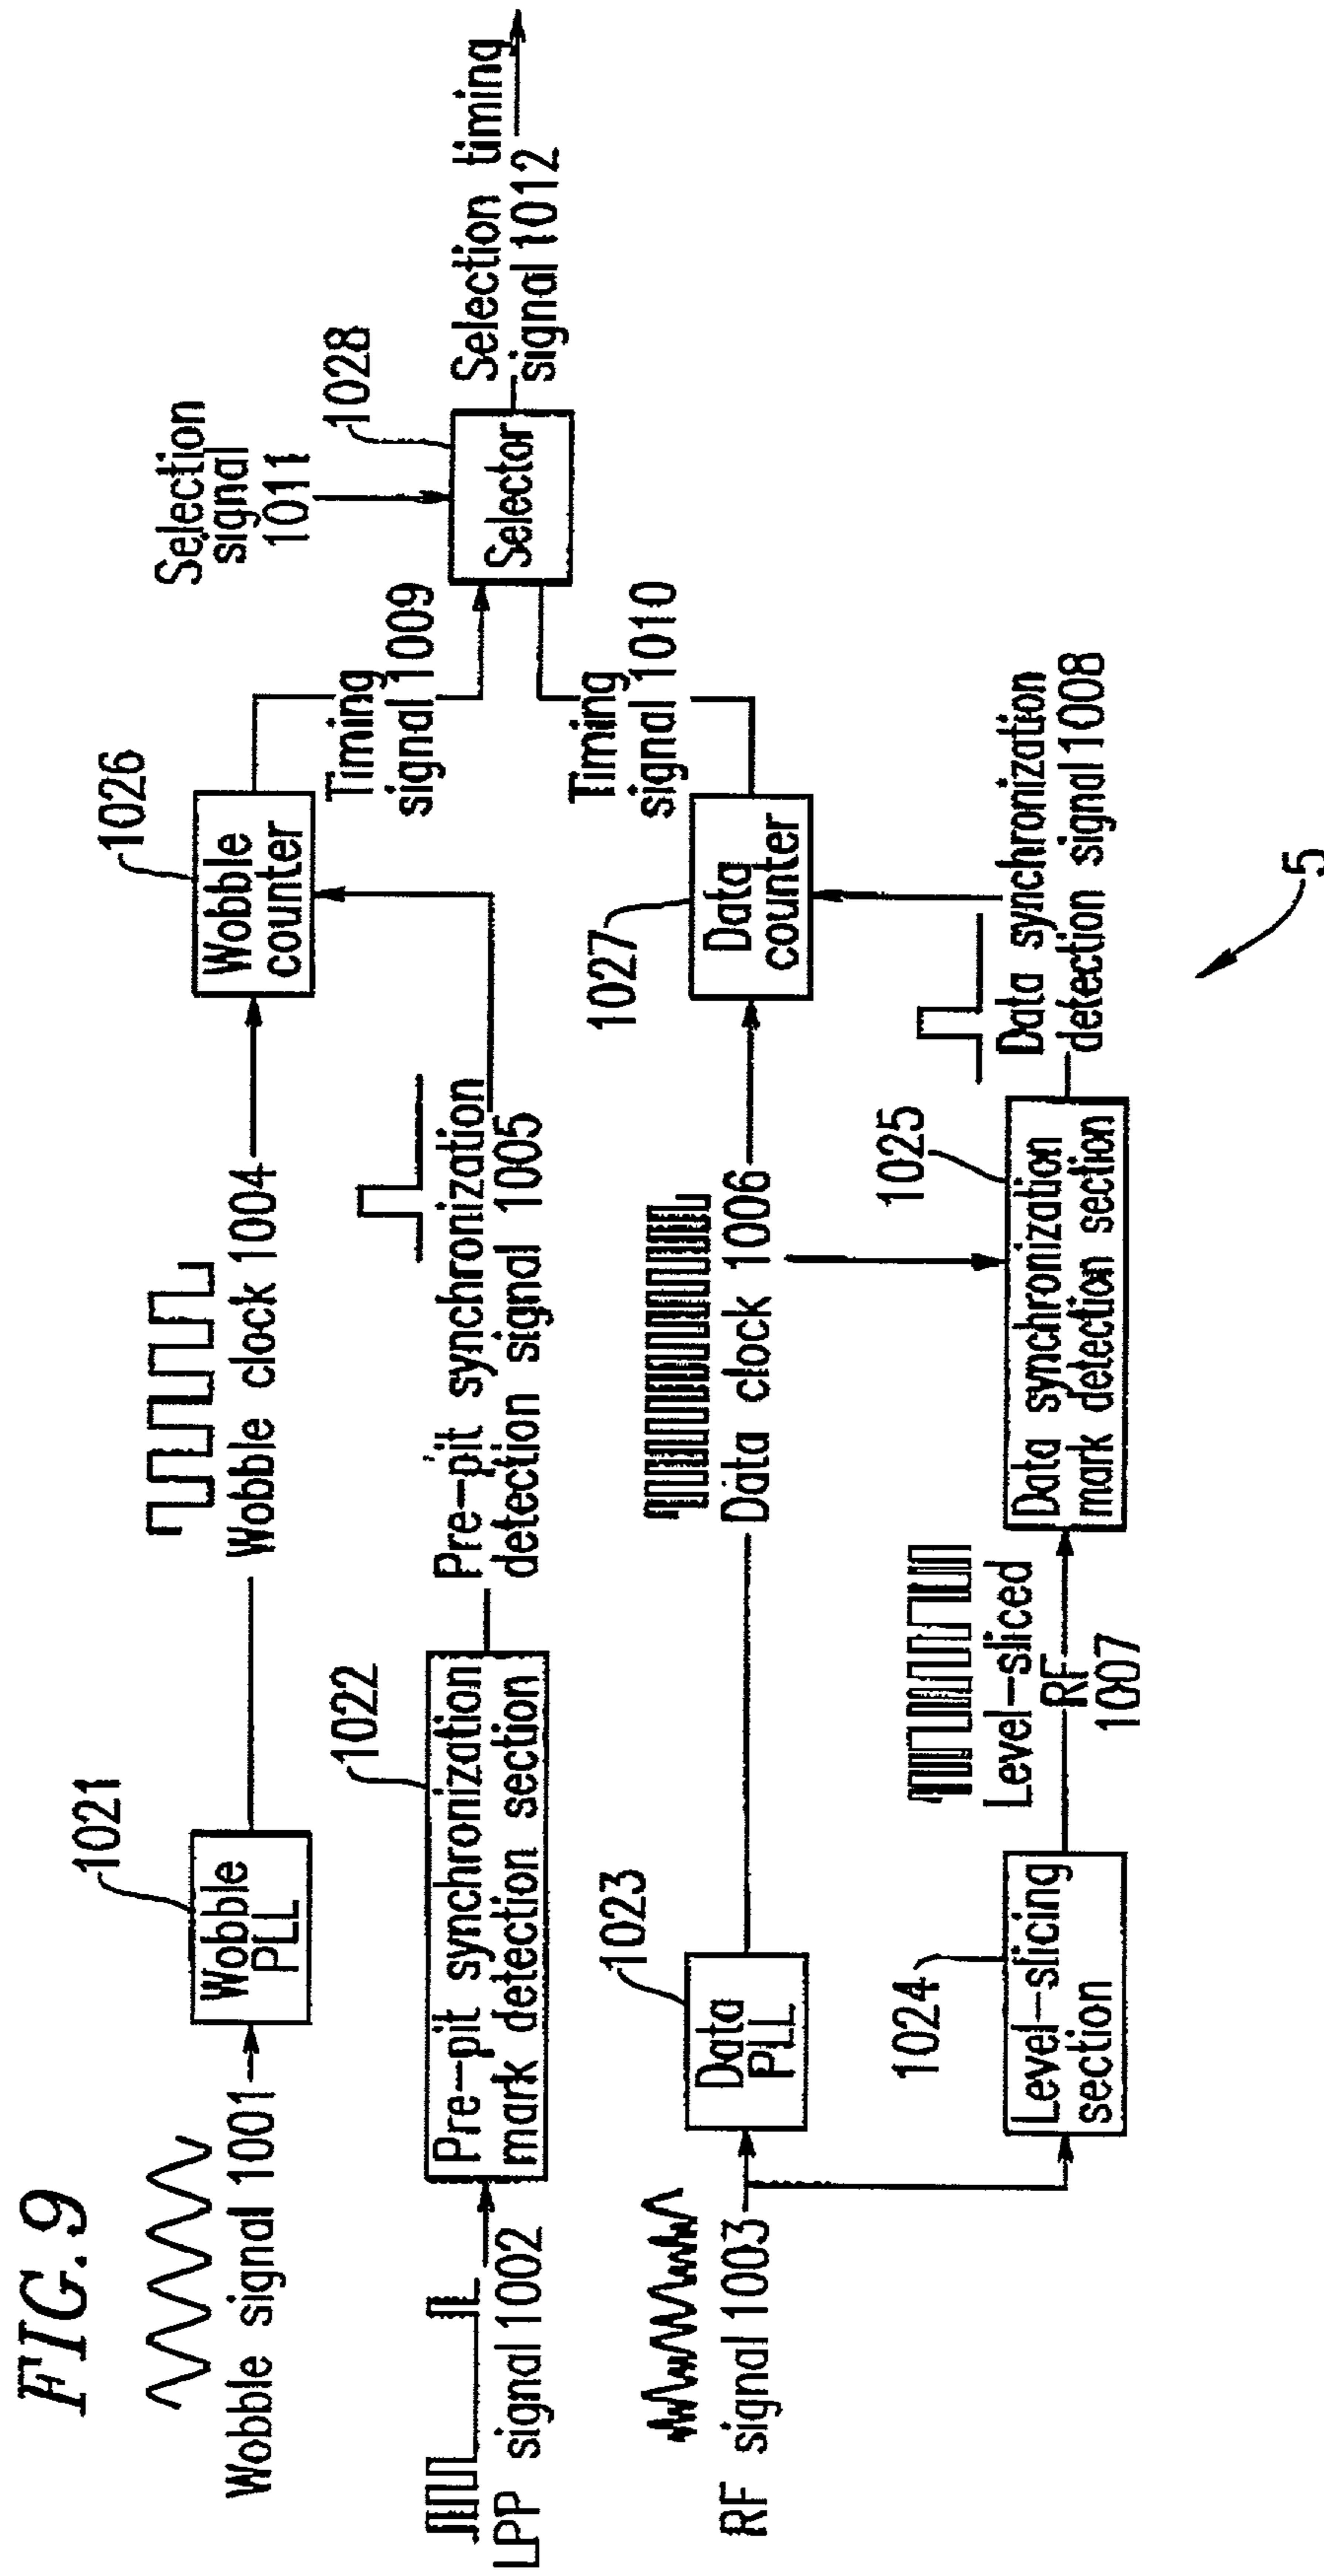 FIG. 9
Wobble signal 1001
1021
Wobble
PLL
Wobble clock 1004
1026
Wobble
counter
LPP signal 1002
1022
Pre-pit synchronization
mark detection section
Pre-pit synchronization
detection signal 1005
Timing
signal 1009
Selection
signal
1011
1028
Selector
Selection timing
signal 1012
RF signal 1003
1023
Data
PLL
Data clock 1006
1027
Data
counter
Timing
signal 1010
1024
Level-slicing
section
Level-sliced
RF
1007
1025
Data synchronization
mark detection section
Data synchronization
detection signal 1008
5